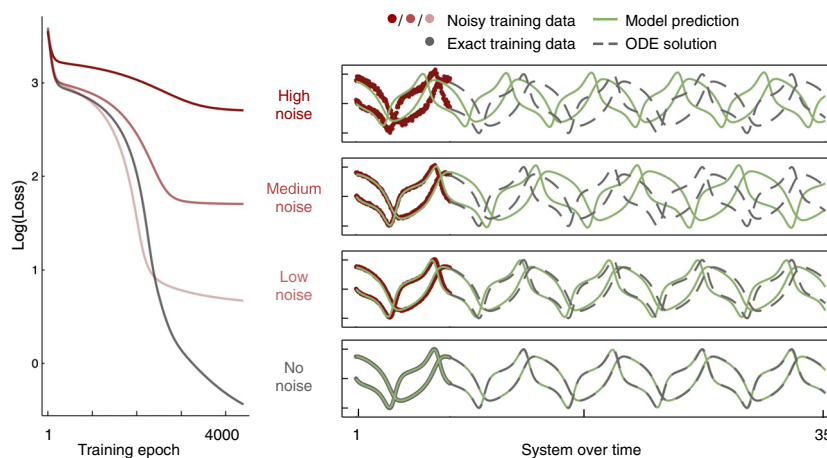 ●/●/● Noisy training data
Model prediction
Exact training data
ODE solution
Log(Loss)
3
2
1
0
1
4000
Training epoch
High
noise
Medium
noise
Low
noise
No
noise
1
35
System over time